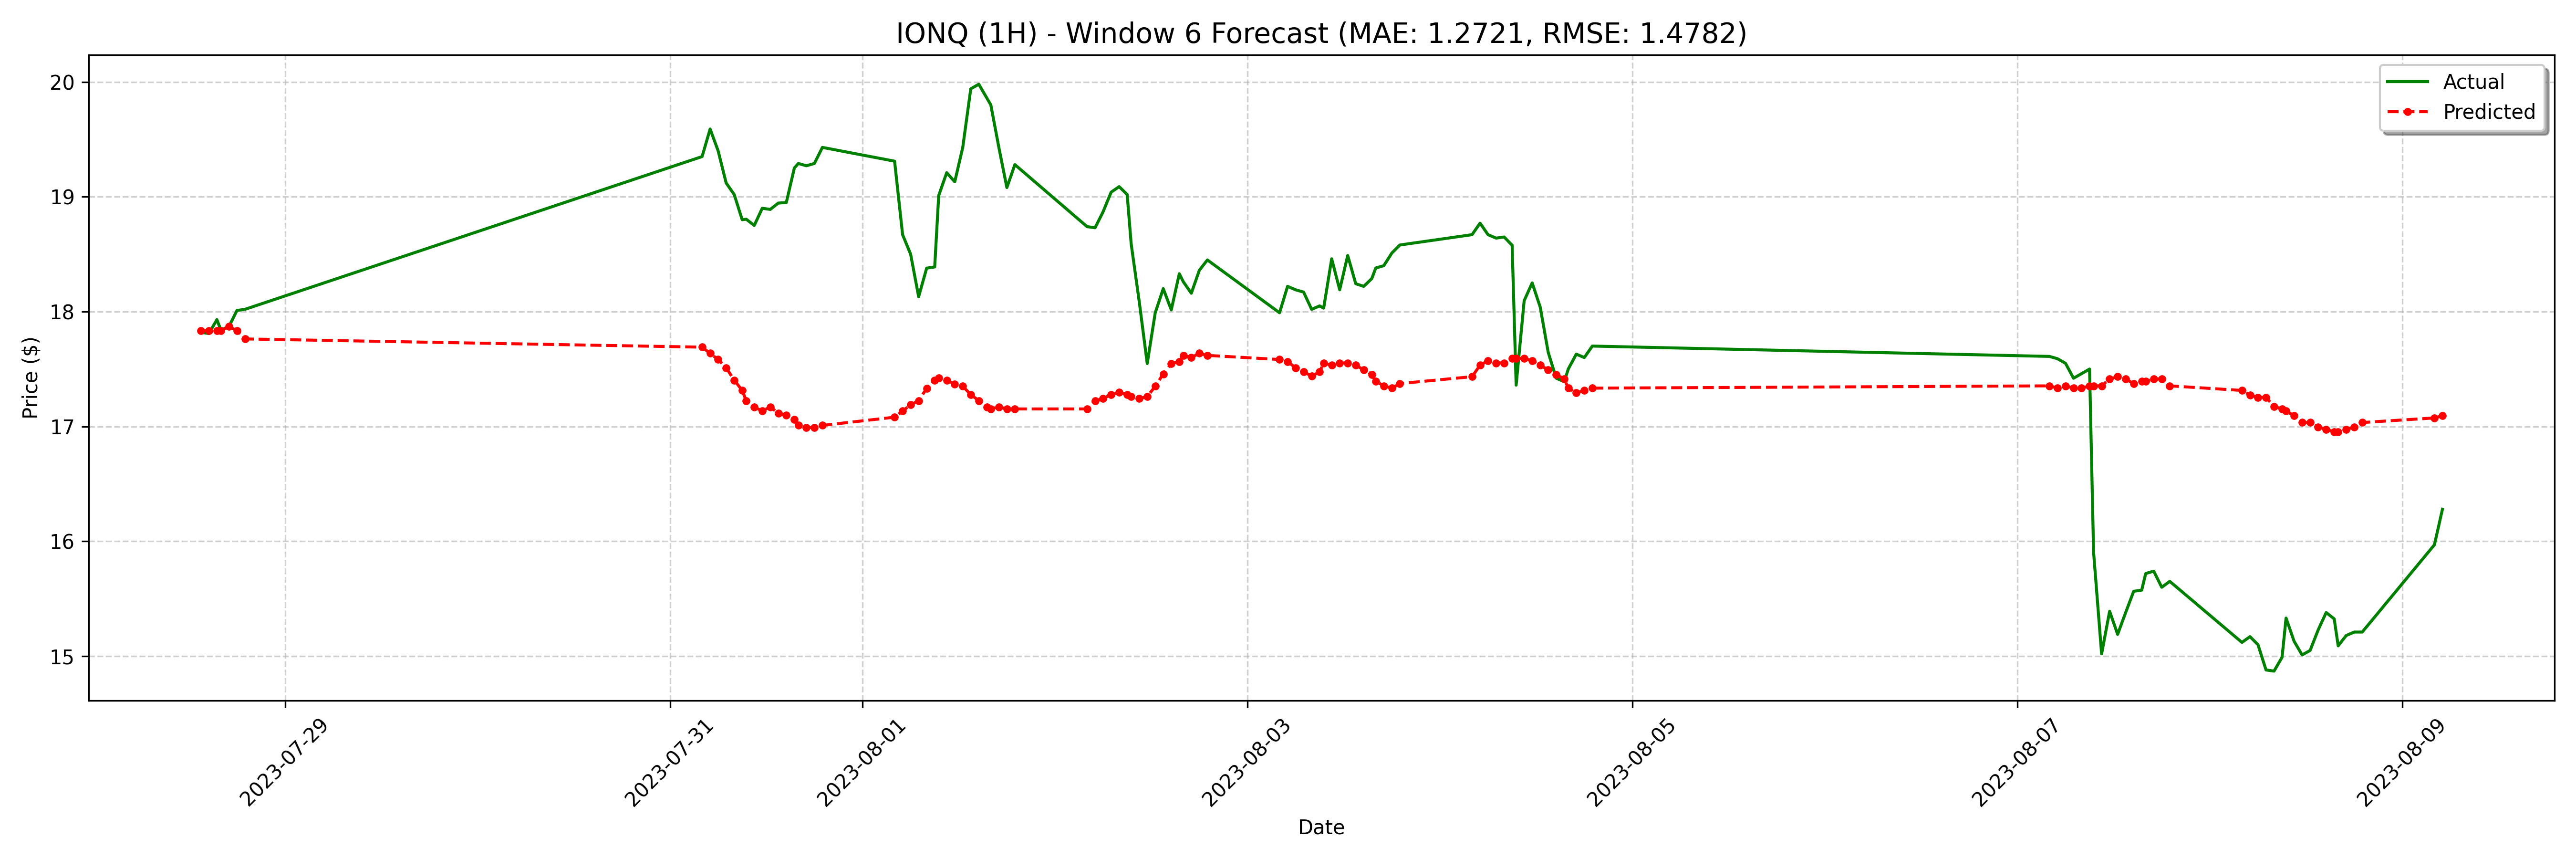 IONQ (1H) - Window 6 Forecast (MAE: 1.2721, RMSE: 1.4782)
Actual
Predicted
Price ($)
20
19
18
17
16
15
2023-07-29
2023-07-31
2023-08-01
2023-08-03
2023-08-05
2023-08-07
2023-08-09
Date